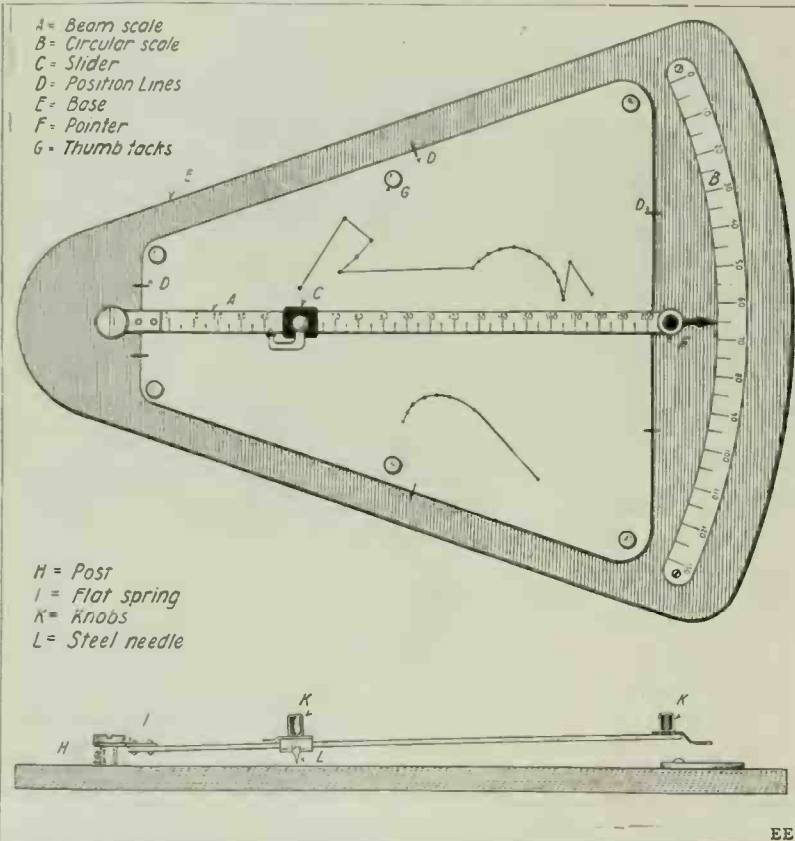 A = Beam scale
B = Circular scale
C = Slider
D = Position Lines
E = Base
F = Pointer
G = Thumb tacks
E
D
G
B
D
D
A
C
F
H = Post
I = Flat spring
K = Knobs
L = Steel needle
K
K
I
H
L
EE